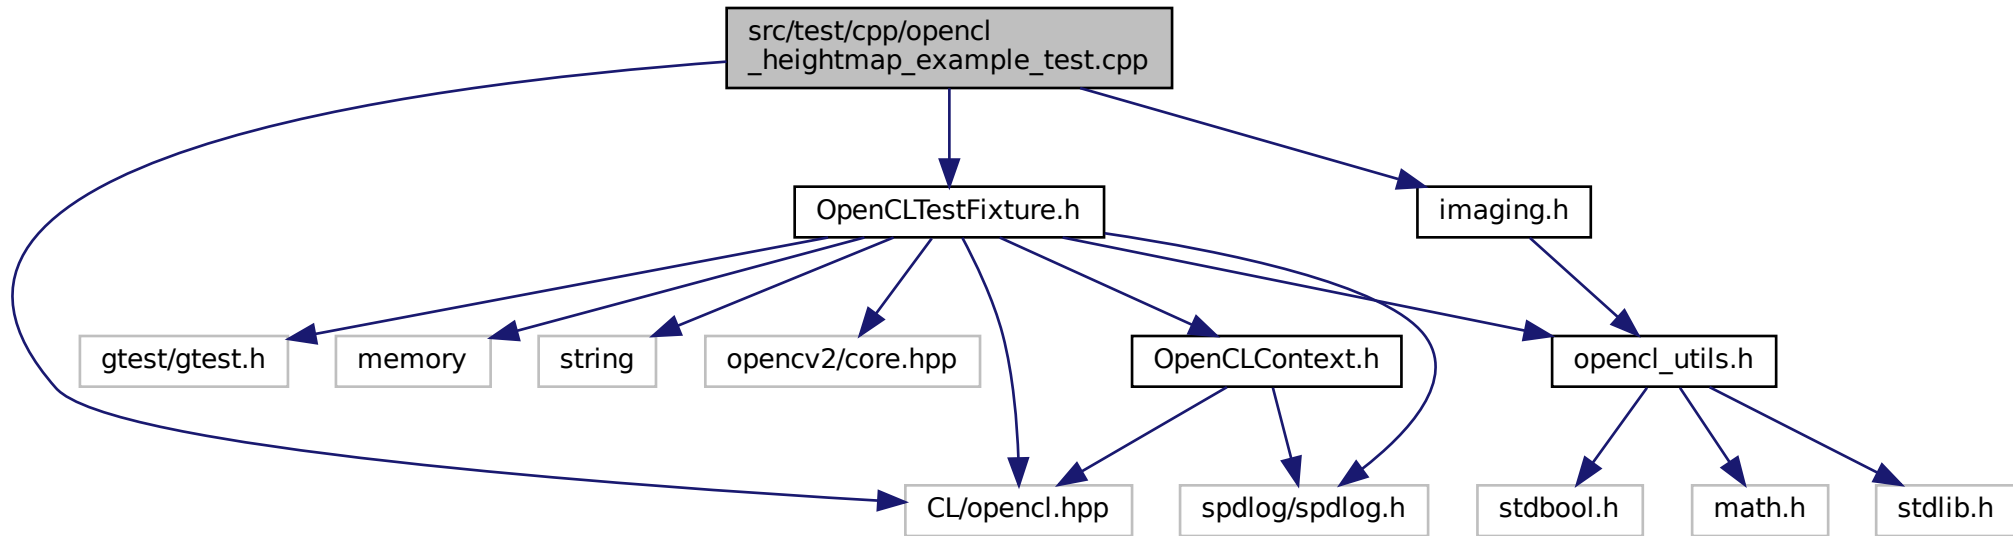 src/test/cpp/opencl
_heightmap_example_test.cpp
OpenCLTestFixture.h
imaging.h
gtest/gtest.h
memory
string
opencv2/core.hpp
OpenCLContext.h
opencl_utils.h
CL/opencl.hpp
spdlog/spdlog.h
stdbool.h
math.h
stdlib.h